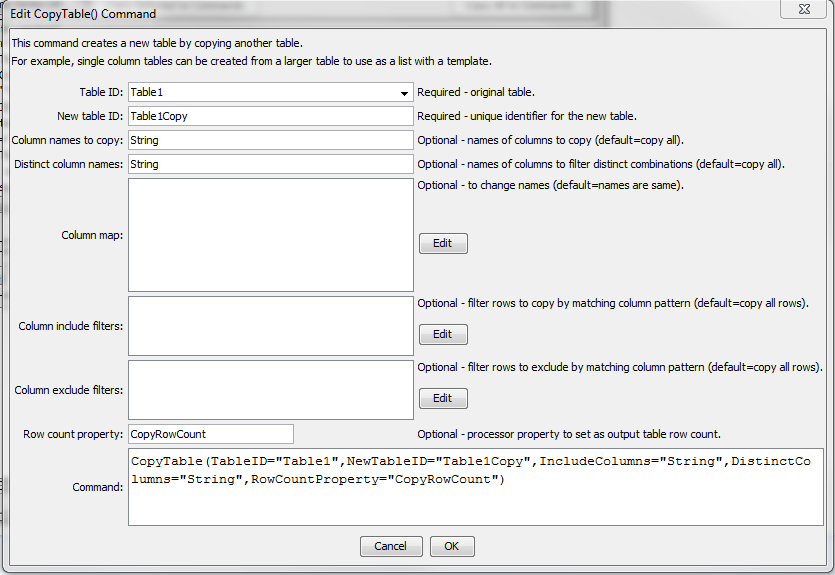 Edit CopyTable() Command
This command creates a new table by copying another table.
For example, single column tables can be created from a larger table to use as a list with a template.
Table ID: Table1 Required - original table.
New table ID: Table1Copy Required - unique identifier for the new table.
Column names to copy: String Optional - names of columns to copy (default=copy all).
Distinct column names: String Optional - names of columns to filter distinct combinations (default=copy all).
Optional - to change names (default=names are same).
Column map: Edit
Optional - filter rows to copy by matching column pattern (default=copy all rows).
Column include filters: Edit
Optional - filter rows to exclude by matching column pattern (default=copy all rows).
Column exclude filters: Edit
Row count property: CopyRowCount Optional - processor property to set as output table row count.
CopyTable(TableID="Table1",NewTableID="Table1Copy",IncludeColumns="String",DistinctCo
Command: lumns="String",RowCountProperty="CopyRowCount")
Cancel OK